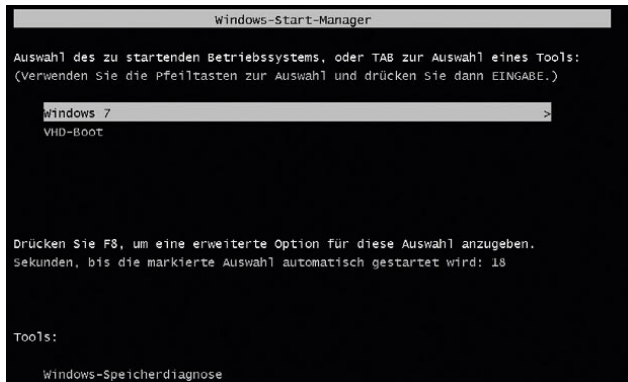 Windows-Start-Manager
Auswahl des zu startenden Betriebssystems, oder TAB zur Auswahl eines Tools:
(Verwenden Sie die Pfeiltasten zur Auswahl und drücken Sie dann EINGABE.)
Windows 7 >
VHD-Boot
Drücken Sie F8, um eine erweiterte Option für diese Auswahl anzugeben.
Sekunden, bis die markierte Auswahl automatisch gestartet wird: 18
Tools:
Windows-Speicherdiagnose